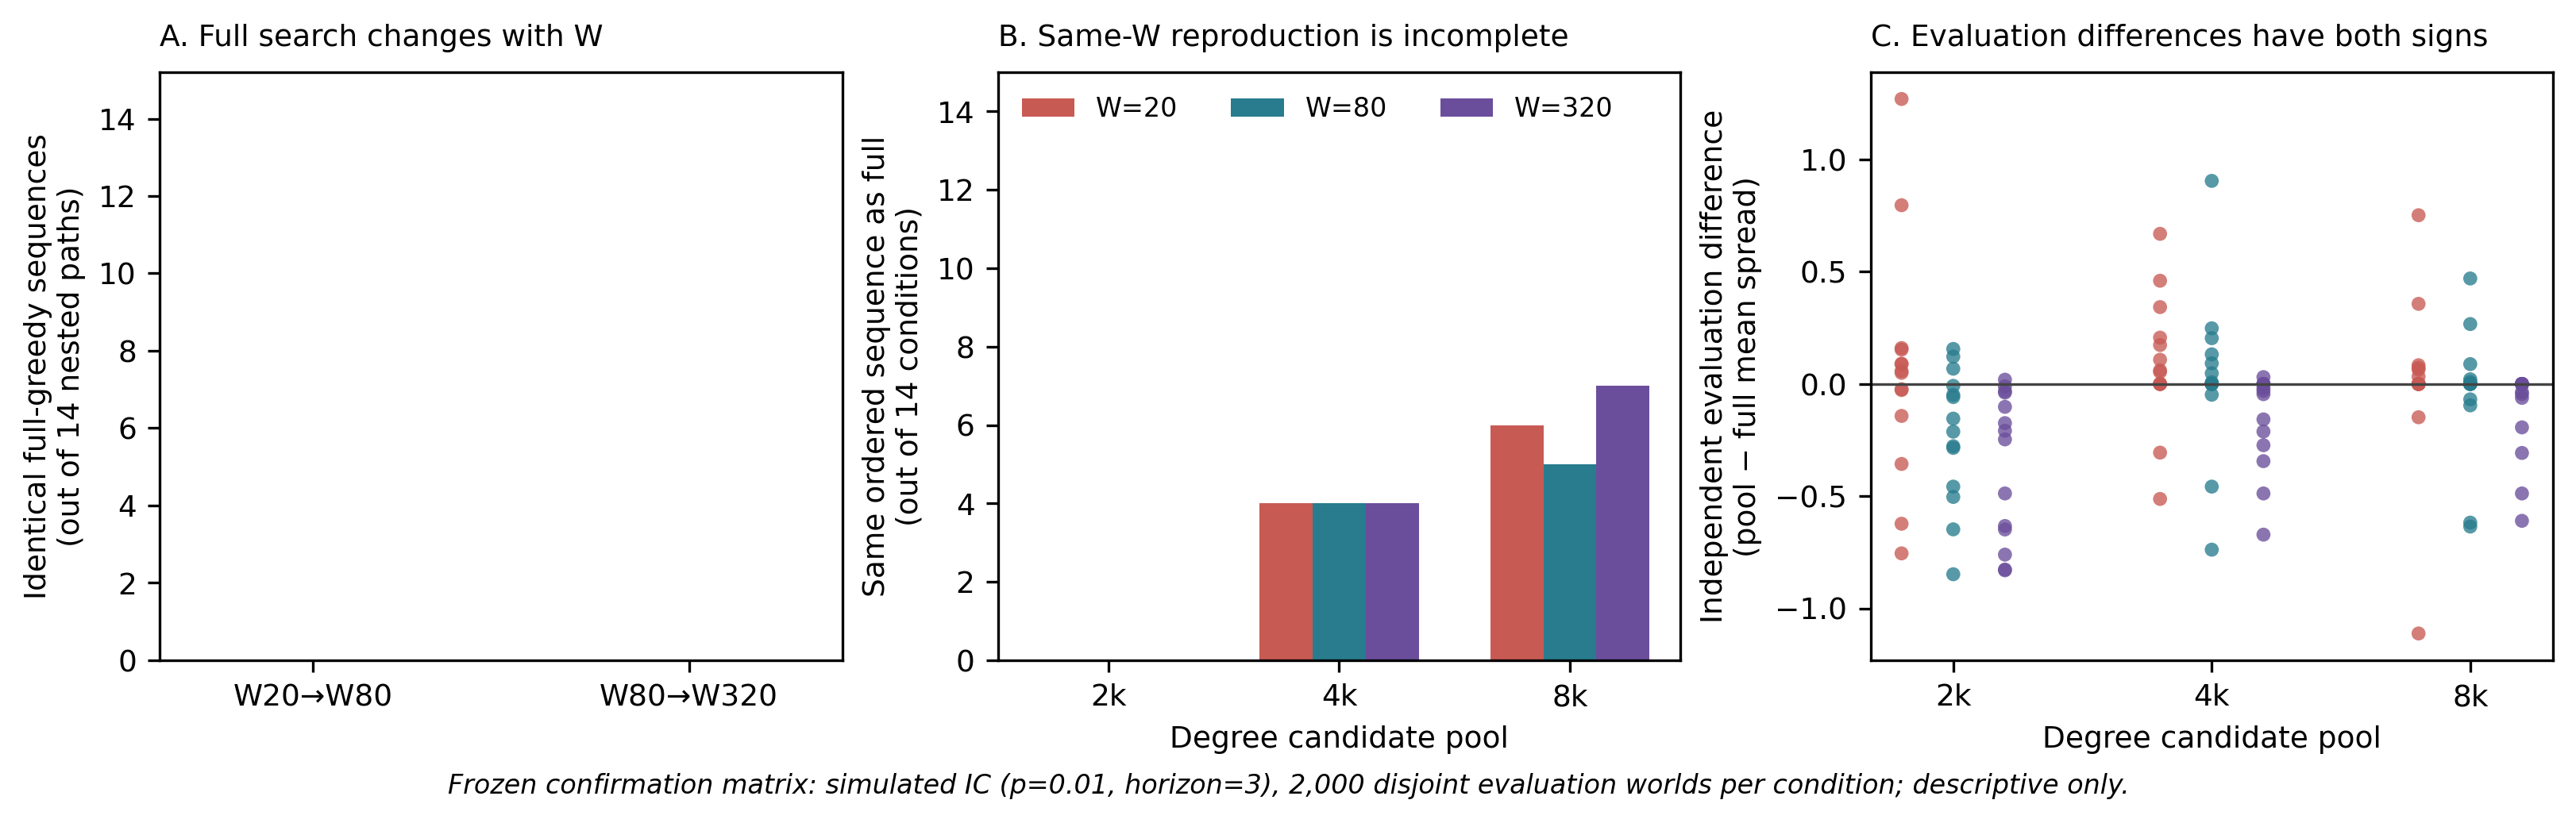 A. Full search changes with W
Identical full-greedy sequences
(out of 14 nested paths)
14
12
10
8
6
4
2
0
W20→W80
W80→W320
B. Same-W reproduction is incomplete
Same ordered sequence as full
(out of 14 conditions)
14
12
10
8
6
4
2
0
W=20
W=80
W=320
2k
4k
8k
Degree candidate pool
C. Evaluation differences have both signs
Independent evaluation difference
(pool − full mean spread)
1.0
0.5
0.0
−0.5
−1.0
2k
4k
8k
Degree candidate pool
Frozen confirmation matrix: simulated IC (p=0.01, horizon=3), 2,000 disjoint evaluation worlds per condition; descriptive only.